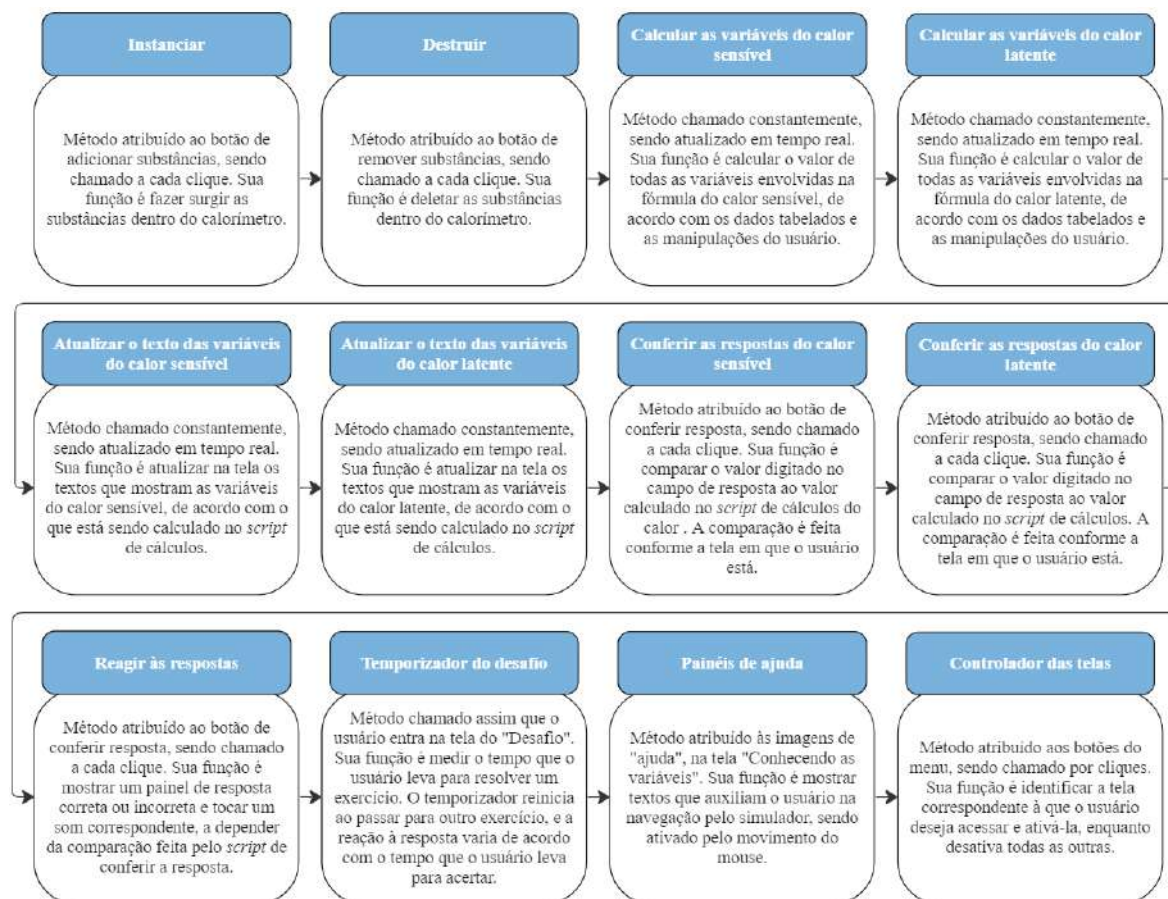 Instanciar
Método atribuído ao botão de
adicionar substâncias, sendo
chamado a cada clique. Sua
função é fazer surgir as
substâncias dentro do calorímetro.
Destruir
Método atribuído ao botão de
remover substâncias, sendo
chamado a cada clique. Sua
função é deletar as substâncias
dentro do calorímetro.
Calcular as variáveis do calor
sensível
Método chamado constantemente,
sendo atualizado em tempo real.
Sua função é calcular o valor de
todas as variáveis envolvidas na
fórmula do calor sensível, de
acordo com os dados tabelados e
as manipulações do usuário.
Calcular as variáveis do calor
latente
Método chamado constantemente,
sendo atualizado em tempo real.
Sua função é calcular o valor de
todas as variáveis envolvidas na
fórmula do calor latente, de
acordo com os dados tabelados e
as manipulações do usuário.
Atualizar o texto das variáveis
do calor sensível
Método chamado constantemente,
sendo atualizado em tempo real.
Sua função é atualizar na tela os
textos que mostram as variáveis
do calor sensível, de acordo com o
que está sendo calculado no script
de cálculos.
Atualizar o texto das variáveis
do calor latente
Método chamado constantemente,
sendo atualizado em tempo real.
Sua função é atualizar na tela os
textos que mostram as variáveis
do calor latente, de acordo com o
que está sendo calculado no script
de cálculos.
Conferir as respostas do calor
sensível
Método atribuído ao botão de
conferir resposta, sendo chamado
a cada clique. Sua função é
comparar o valor digitado no
campo de resposta ao valor
calculado no script de cálculos do
calor . A comparação é feita
conforme a tela em que o usuário
está.
Conferir as respostas do calor
latente
Método atribuído ao botão de
conferir resposta, sendo chamado
a cada clique. Sua função é
comparar o valor digitado no
campo de resposta ao valor
calculado no script de cálculos. A
comparação é feita conforme a
tela em que o usuário está.
Reagir às respostas
Método atribuído ao botão de
conferir resposta, sendo chamado
a cada clique. Sua função é
mostrar um painel de resposta
correta ou incorreta e tocar um
som correspondente, a depender
da comparação feita pelo script de
conferir a resposta.
Temporizador do desafio
Método chamado assim que o
usuário entra na tela do "Desafio".
Sua função é medir o tempo que o
usuário leva para resolver um
exercício. O temporizador reinicia
ao passar para outro exercício, e a
reação à resposta varia de acordo
com o tempo que o usuário leva
para acertar.
Painéis de ajuda
Método atribuído às imagens de
"ajuda", na tela "Conhecendo as
variáveis". Sua função é mostrar
textos que auxiliam o usuário na
navegação pelo simulador, sendo
ativado pelo movimento do
mouse.
Controlador das telas
Método atribuído aos botões do
menu, sendo chamado por cliques.
Sua função é identificar a tela
correspondente à que o usuário
deseja acessar e ativá-la, enquanto
desativa todas as outras.